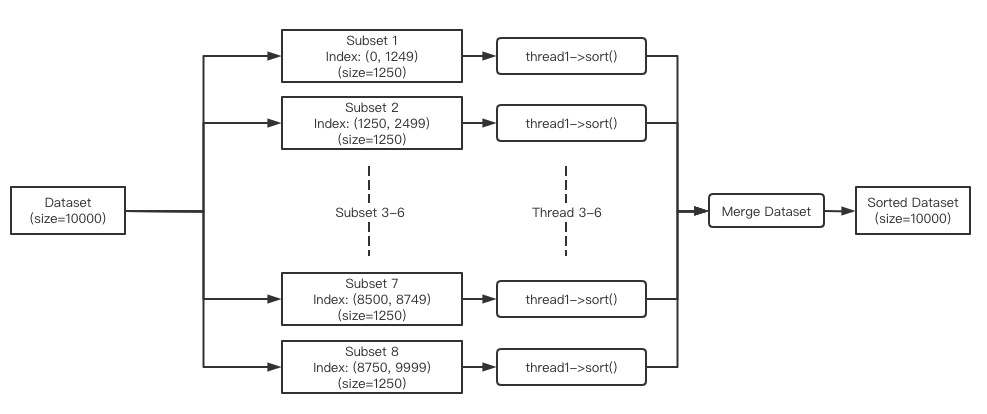 Subset 1
Index: (0, 1249)
(size=1250)
thread1->sort()
Subset 2
Index: (1250, 2499)
(size=1250)
thread1->sort()
Dataset
(size=10000)
Subset 3-6
Thread 3-6
Merge Dataset
Sorted Dataset
(size=10000)
Subset 7
Index: (8500, 8749)
(size=1250)
thread1->sort()
Subset 8
Index: (8750, 9999)
(size=1250)
thread1->sort()